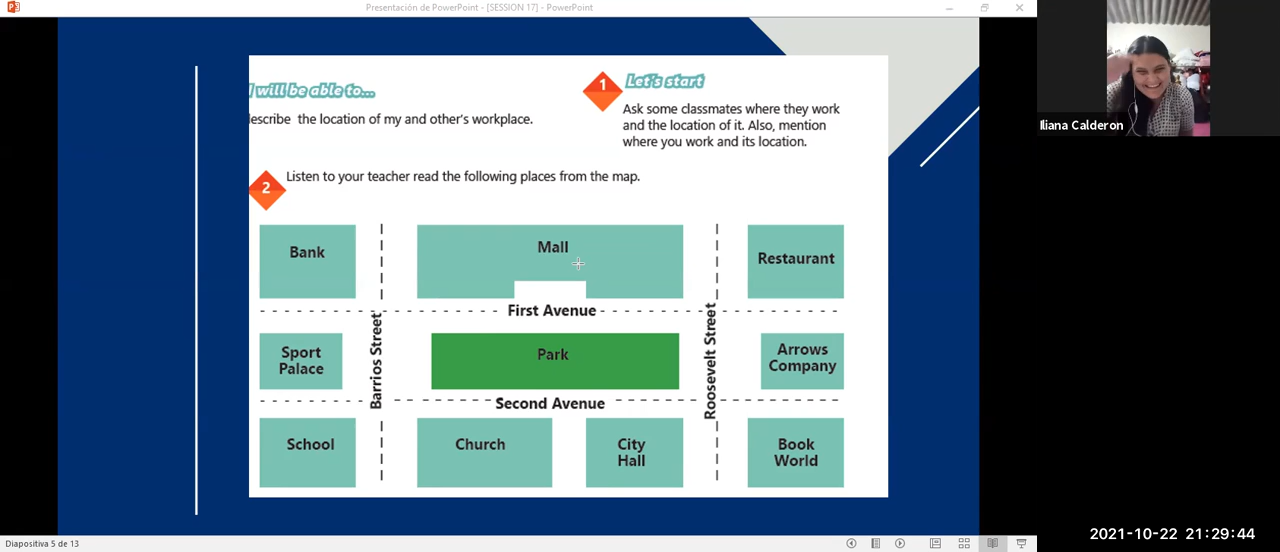 Presentación de PowerPoint - [SESSION 17] - PowerPoint
I will be able to...
describe the location of my and other's workplace.
1
Let's start
Ask some classmates where they work
and the location of it. Also, mention
where you work and its location.
2
Listen to your teacher read the following places from the map.
Bank
Mall
Restaurant
First Avenue
Barrios Street
Roosevelt Street
Sport
Palace
Park
Arrows
Company
Second Avenue
School
Church
City
Hall
Book
World
Iliana Calderon
2021-10-22 21:29:44
Diapositiva 5 de 13